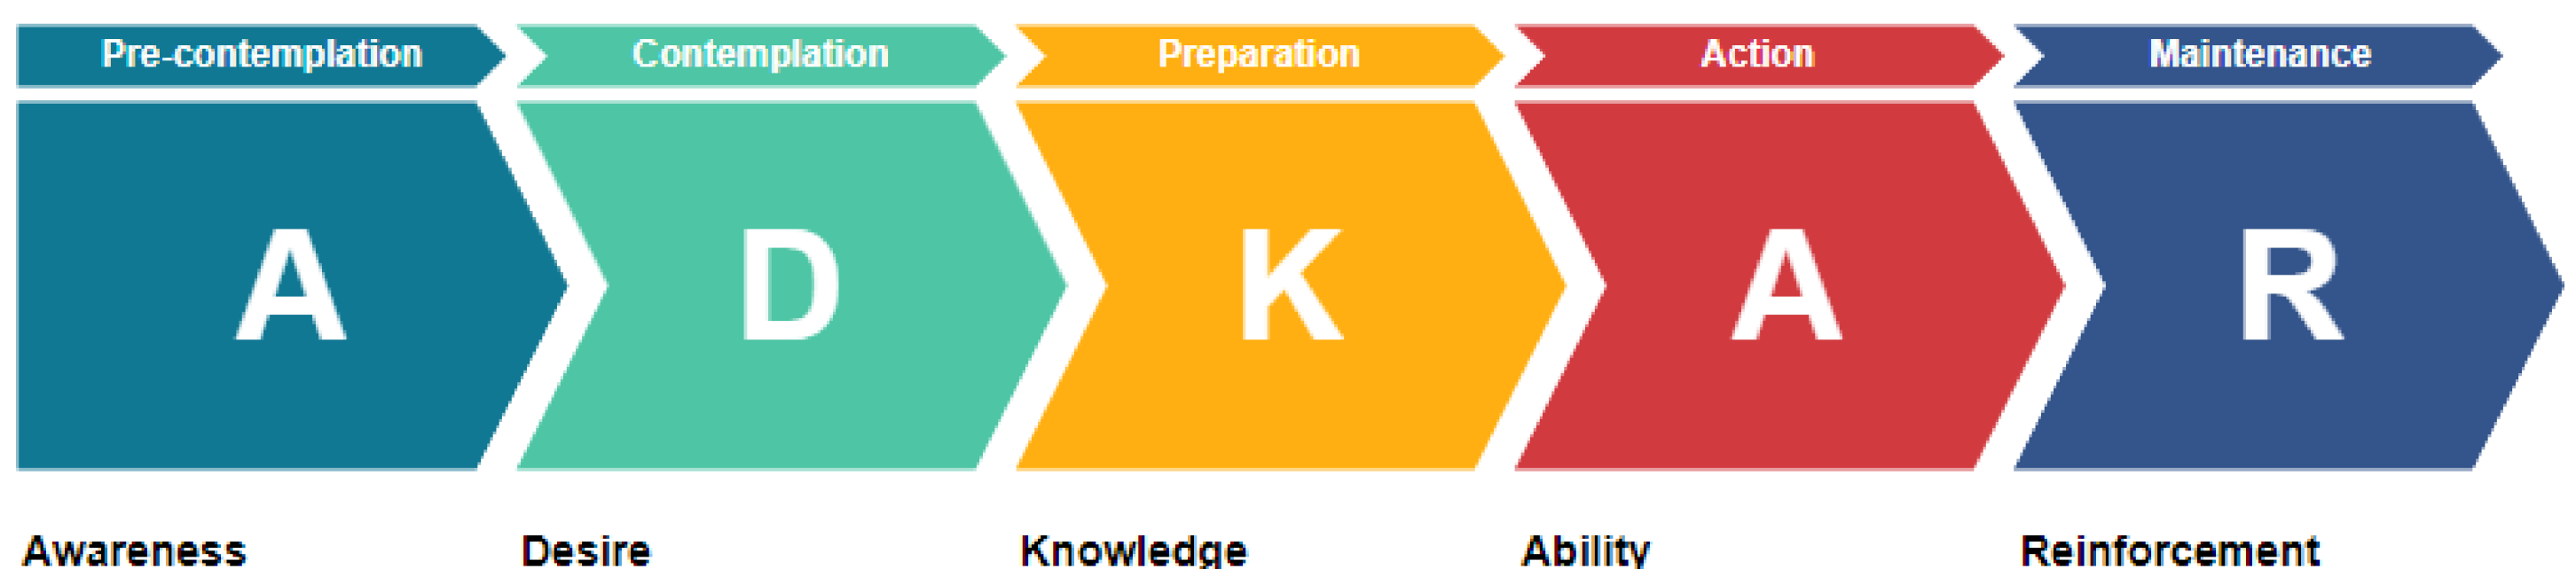 Pre-contemplation Contemplation Preparation Action Maintenance
A D K A R
Awareness Desire Knowledge Ability Reinforcement